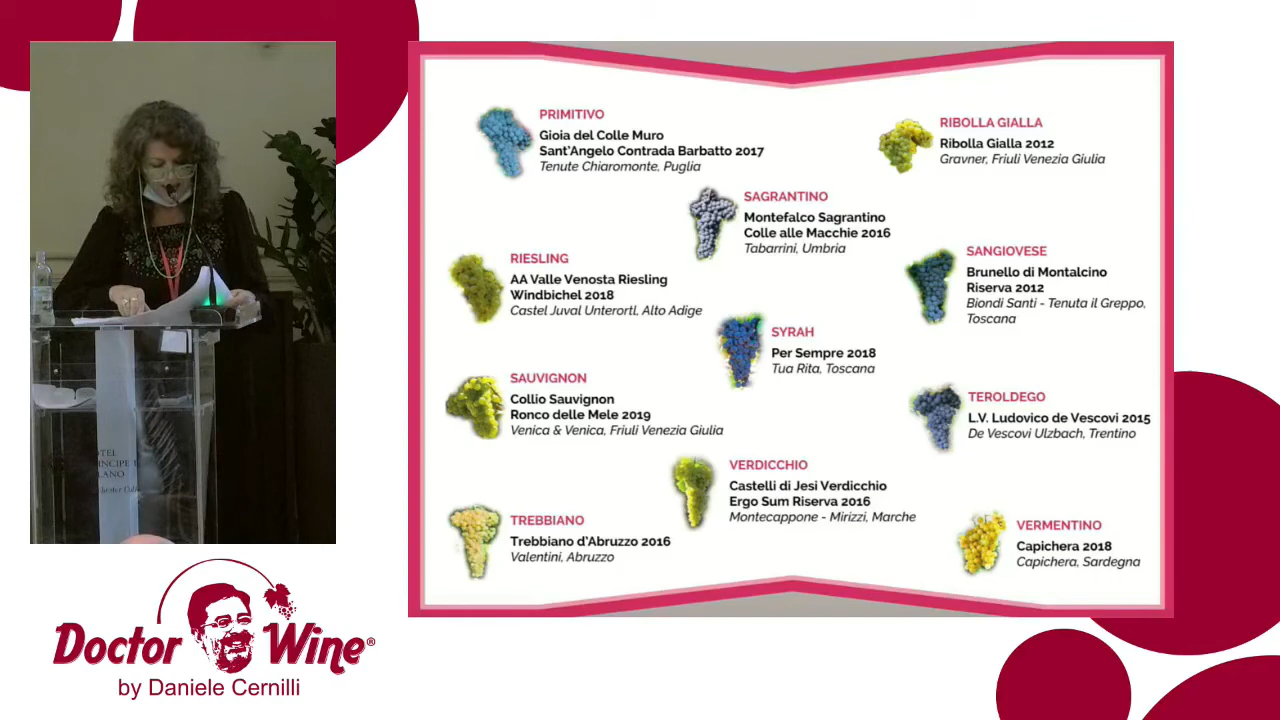 PRIMITIVO
Gioia del Colle Muro
Sant'Angelo Contrada Barbatto 2017
Tenute Chiaromonte, Puglia
RIBOLLA GIALLA
Ribolla Gialla 2012
Gravner, Friuli Venezia Giulia
SAGRANTINO
Montefalco Sagrantino
Colle alle Macchie 2016
Tabarrini, Umbria
RIESLING
AA Valle Venosta Riesling
Windbichel 2018
Castel Juval Unterortl, Alto Adige
SANGIOVESE
Brunello di Montalcino
Riserva 2012
Biondi Santi - Tenuta il Greppo,
Toscana
SYRAH
Per Sempre 2018
Tua Rita, Toscana
SAUVIGNON
Collio Sauvignon
Ronco delle Mele 2019
Venica & Venica, Friuli Venezia Giulia
TEROLDEGO
L.V. Ludovico de Vescovi 2015
De Vescovi Ulzbach, Trentino
VERDICCHIO
Castelli di Jesi Verdicchio
Ergo Sum Riserva 2016
Montecappone - Mirizzi, Marche
TREBBIANO
Trebbiano d'Abruzzo 2016
Valentini, Abruzzo
VERMENTINO
Capichera 2018
Capichera, Sardegna
Doctor Wine®
by Daniele Cernilli